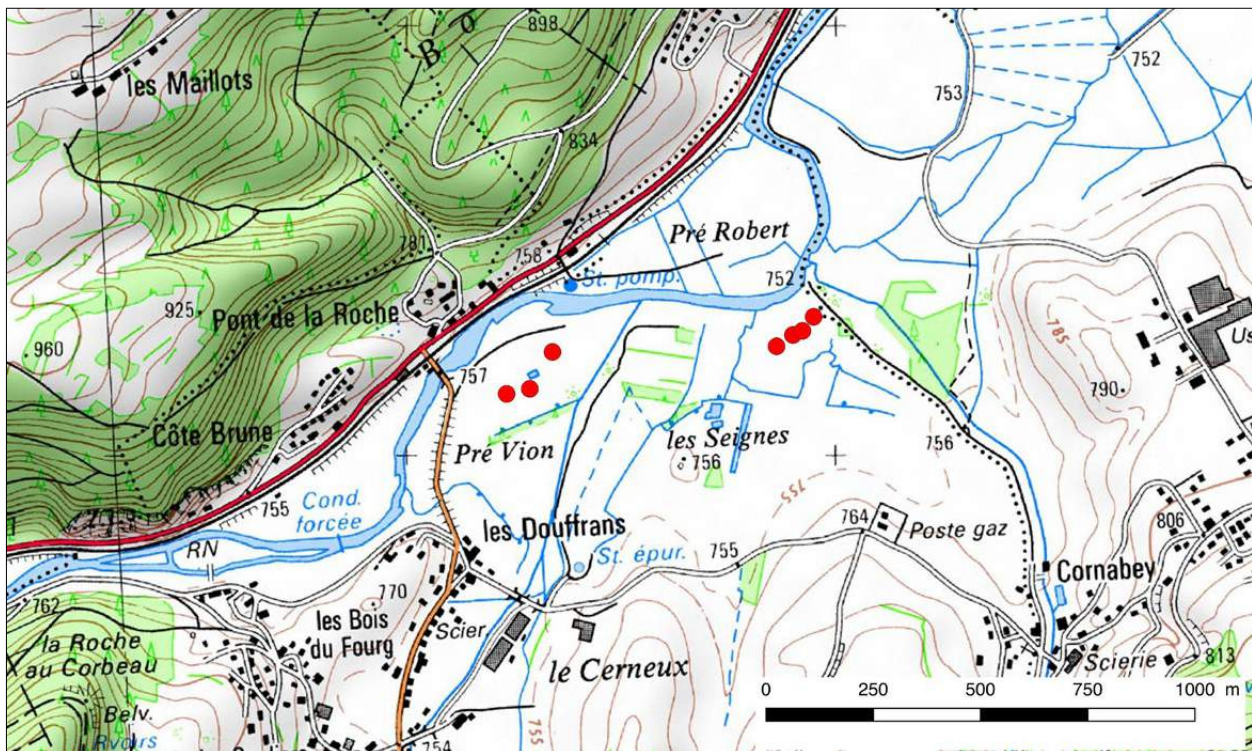 898
B
o
752
753
les Maillots
834
Pré Robert
758
781
St. pomp.
752
925
Pont de la Roche
785
960
757
790
Côte Brune
les Seignes
756
Pré Vion
756
755
Cond.
forcée
755
764
les Douffrans
Poste gaz
806
RN
St. épur.
755
Cornabey
762
770
les Bois
du Fourg
Scier.
la Roche
au Corbeau
le Cerneux
Scierie
813
Belv.
0 250 500 750 1000 m
755
754